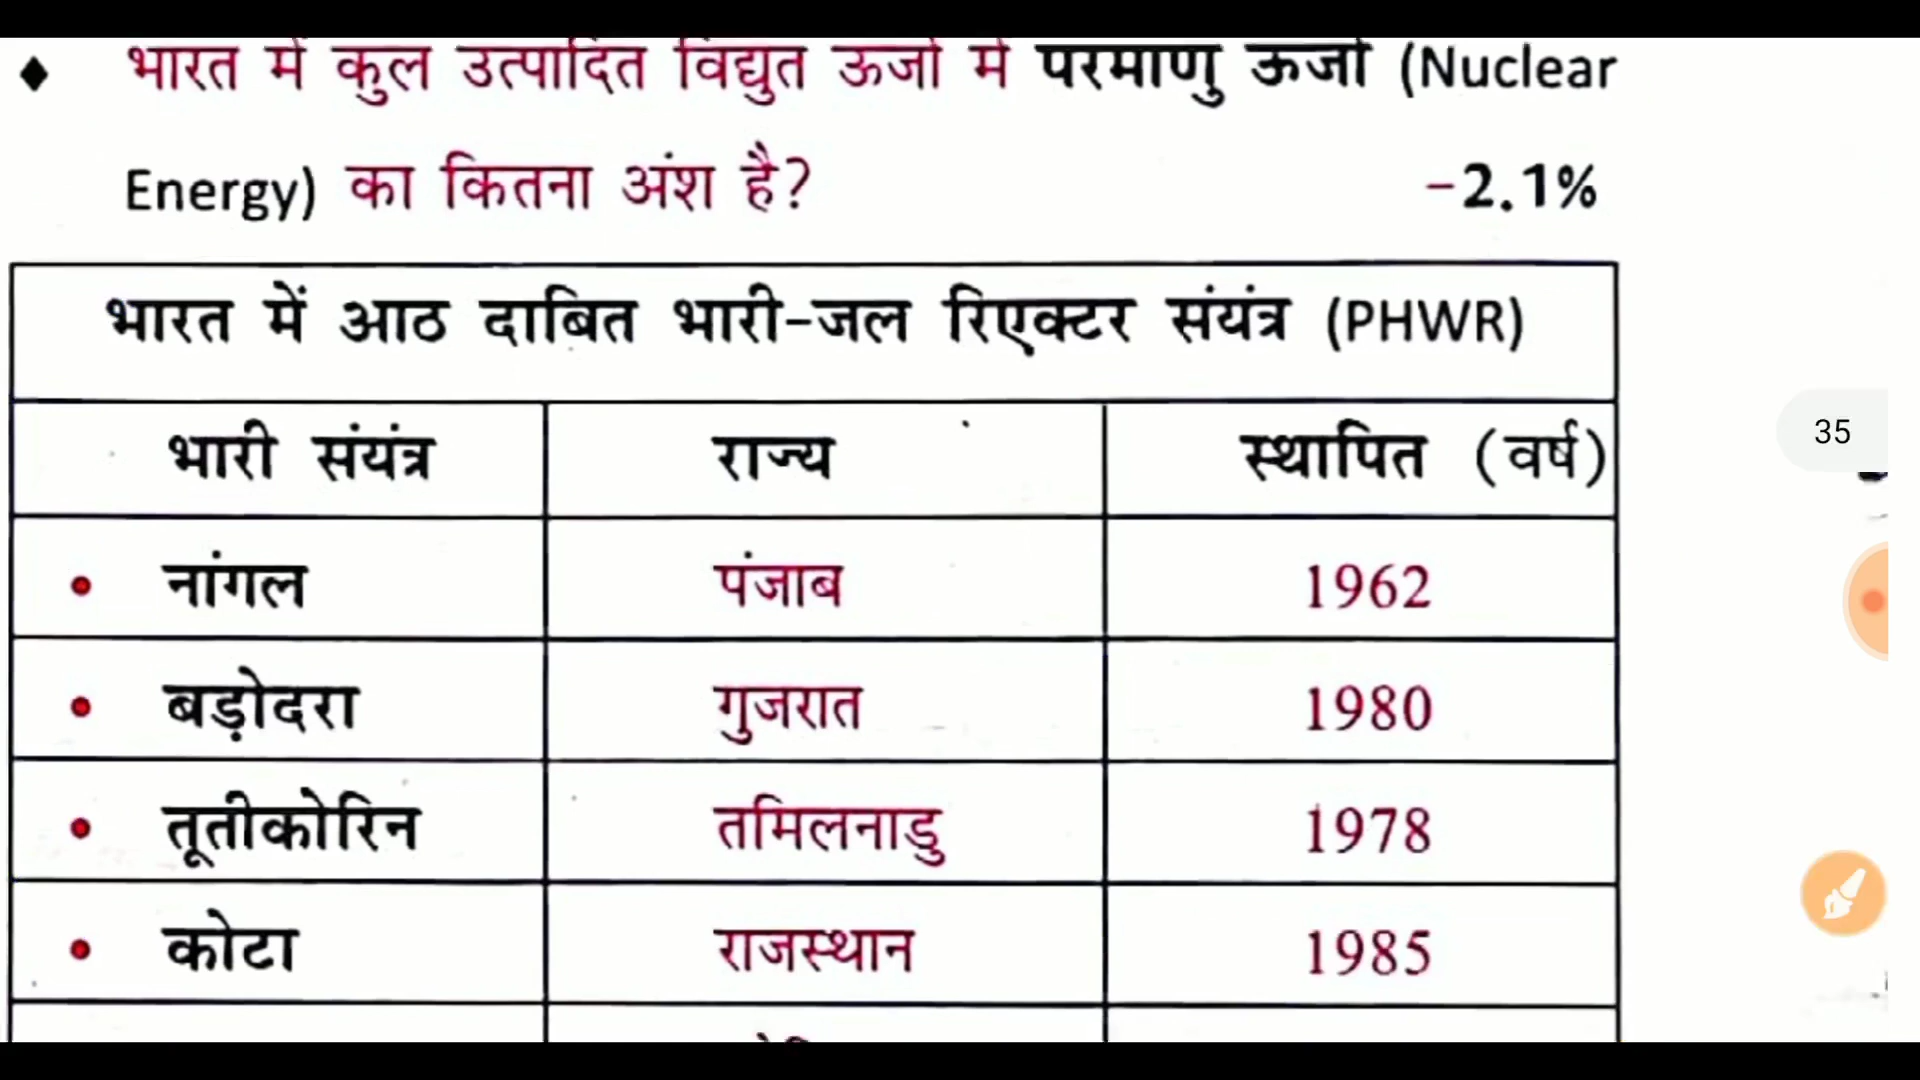 ♦ भारत में कुल उत्पादित विद्युत ऊर्जा में परमाणु ऊर्जा (Nuclear
Energy) का कितना अंश है? -2.1%
भारत में आठ दाबित भारी-जल रिएक्टर संयंत्र (PHWR)
भारी संयंत्र राज्य स्थापित (वर्ष)
35
• नांगल पंजाब 1962
• बड़ोदरा गुजरात 1980
• तूतीकोरिन तमिलनाडु 1978
• कोटा राजस्थान 1985